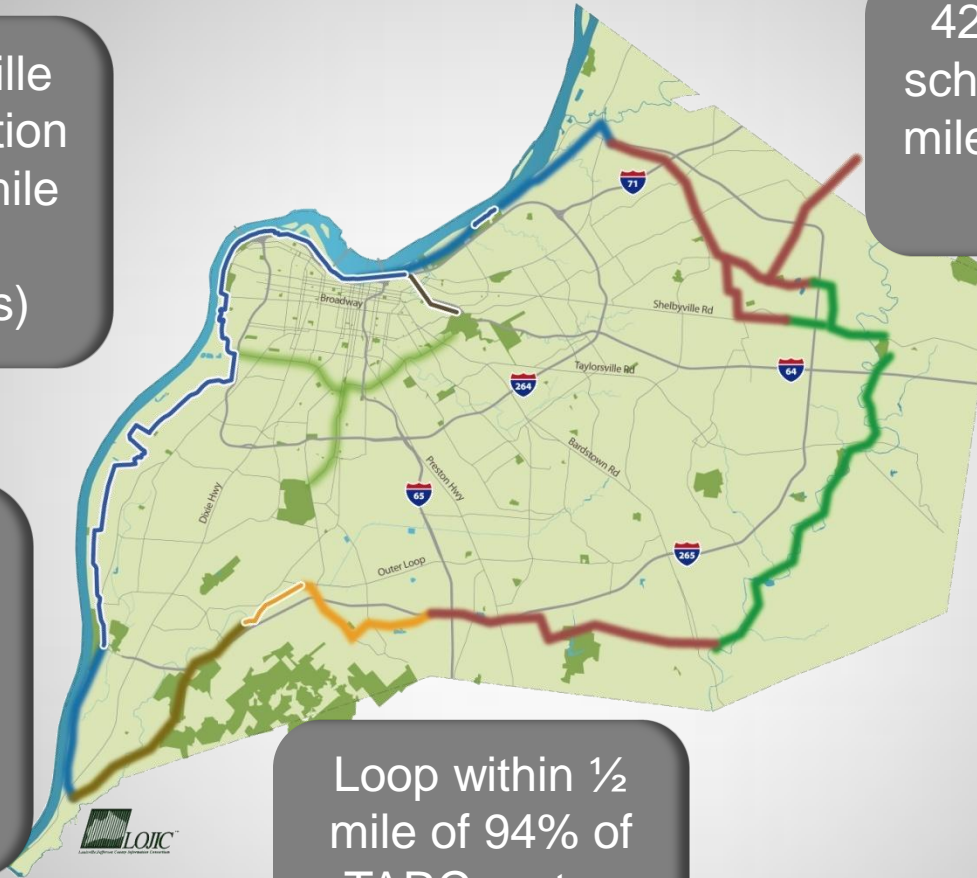 ille
tion
nile
s)
42
sch
mile
71
Broadway
Shelbyville Rd
Taylorsville Rd
64
264
Bardstown Rd
Preston Hwy
Dixie Hwy
65
265
Outer Loop
LOJIC
Loop within ½
mile of 94% of